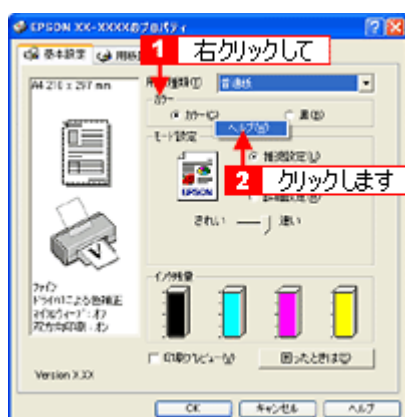 EPSON XX-XXXXのプロパティ
基本設定
A4 210 x 297 mm
普通紙
1 右クリックして
カラー
カラー(C)
黒(B)
ヘルプ(H)
モード設定
推奨設定(L)
EPSON
2 クリックします
きれい
速い
インク残量
ファイン
ドライバによる色補正
マイクロウィーブ:オフ
双方向印刷:オン
印刷プレビュー(W)
困ったときは(Q)
Version X.XX
OK
キャンセル
ヘルプ